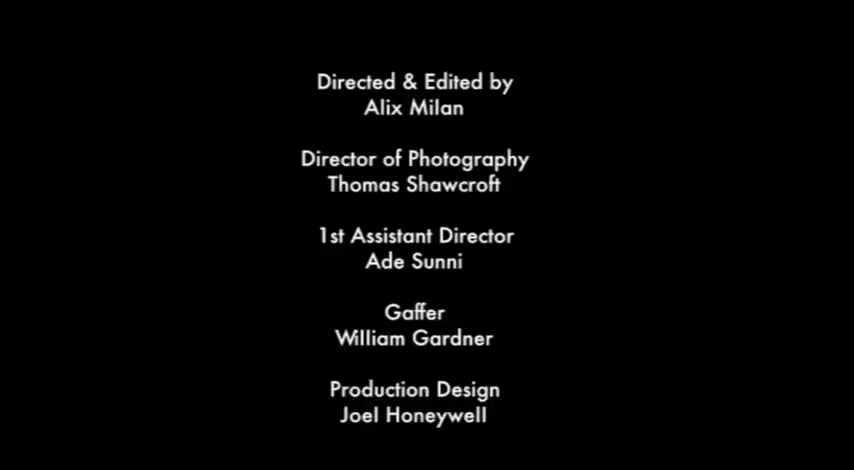 Directed & Edited by
Alix Milan
Director of Photography
Thomas Shawcroft
1st Assistant Director
Ade Sunni
Gaffer
William Gardner
Production Design
Joel Honeywell